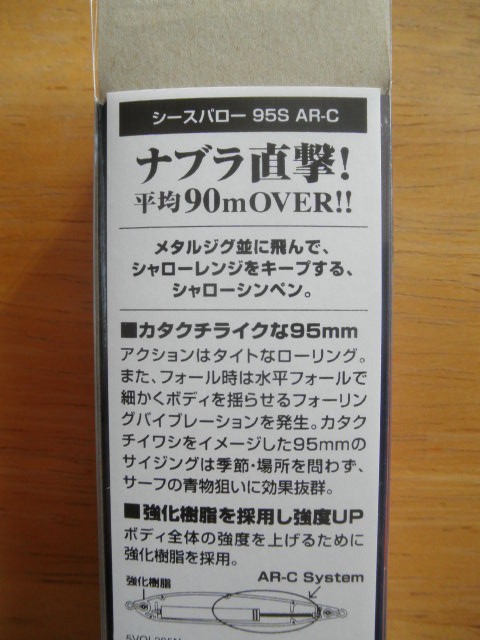 シースパロー 95S AR-C
ナブラ直撃!
平均90mOVER!!
メタルジグ並に飛んで、
シャローレンジをキープする、
シャローシンペン。
■カタクチライクな95mm
アクションはタイトなローリング。
また、フォール時は水平フォールで
細かくボディを揺らせるフォーリン
グバイブレーションを発生。カタク
チイワシをイメージした95mmの
サイジングは季節・場所を問わず、
サーフの青物狙いに効果抜群。
■強化樹脂を採用し強度UP
ボディ全体の強度を上げるために
強化樹脂を採用。
強化樹脂
AR-C System